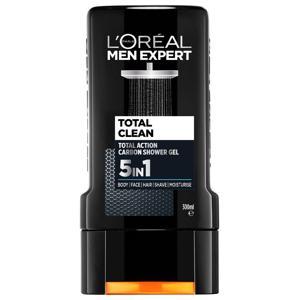 L'ORÉAL
MEN EXPERT
TOTAL
CLEAN
TOTAL ACTION
CARBON SHOWER GEL
5IN1
BODY | FACE | HAIR | SHAVE | MOISTURISE
300ml